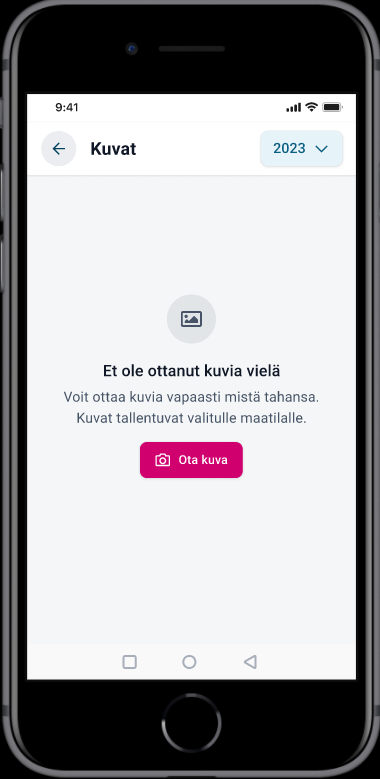 9:41
Kuvat
2023
Et ole ottanut kuvia vielä
Voit ottaa kuvia vapaasti mistä tahansa.
Kuvat tallentuvat valitulle maatilalle.
Ota kuva